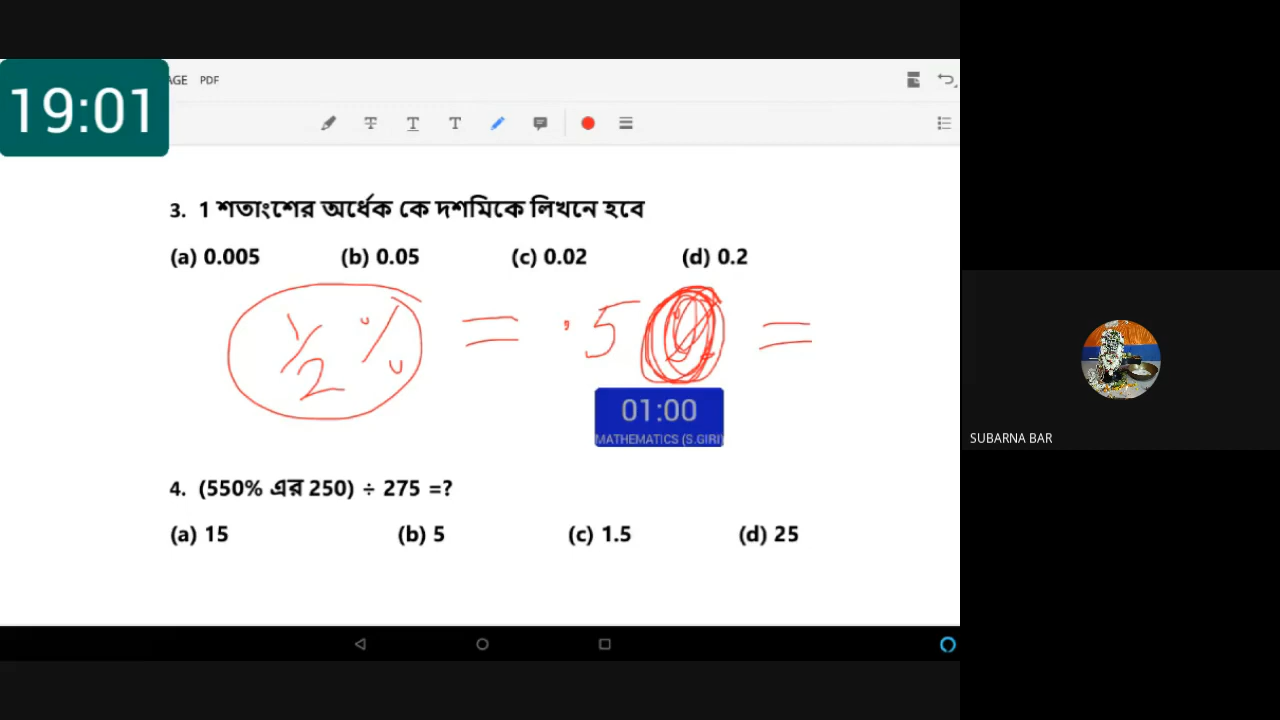 19:01
AGE PDF
3. 1 শতাংশের অর্ধেক কে দশমিকে লিখনে হবে
(a) 0.005 (b) 0.05 (c) 0.02 (d) 0.2
1/2 % = .5 =
01:00
MATHEMATICS (S.GIRI)
SUBARNA BAR
4. (550% এর 250) ÷ 275 =?
(a) 15 (b) 5 (c) 1.5 (d) 25